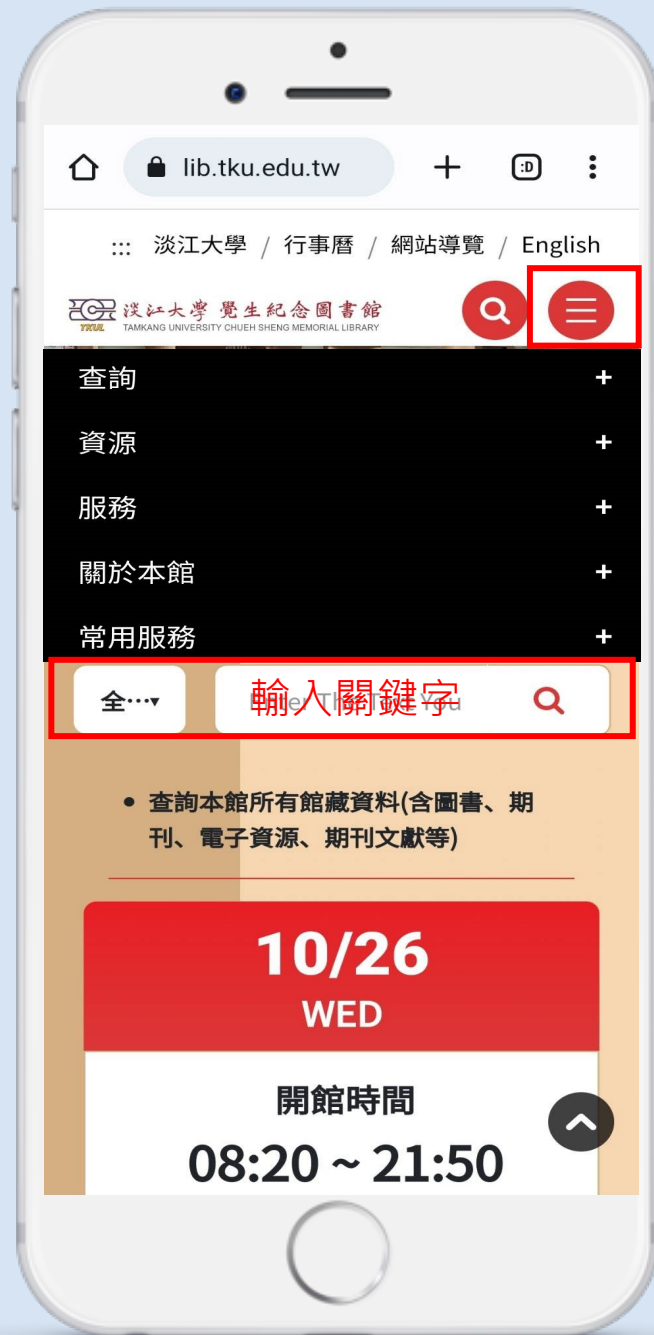 lib.tku.edu.tw
::: 淡江大學 / 行事曆 / 網站導覽 / English
淡江大學 覺生紀念圖書館
TKUL TAMKANG UNIVERSITY CHUEH SHENG MEMORIAL LIBRARY
查詢 +
資源 +
服務 +
關於本館 +
常用服務 +
全…▾ 輸入關鍵字
• 查詢本館所有館藏資料(含圖書、期
刊、電子資源、期刊文獻等)
10/26
WED
開館時間
08:20 ~ 21:50